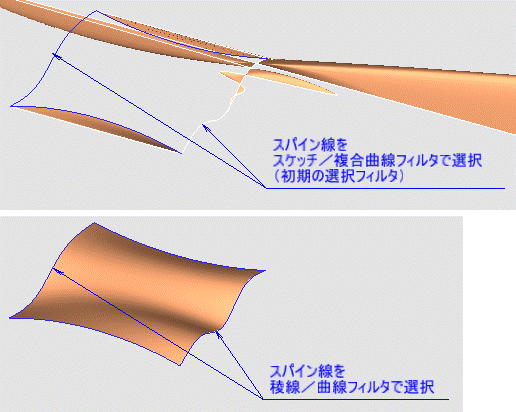 スパイン線を
スケッチ／複合曲線フィルタで選択
（初期の選択フィルタ）
スパイン線を
稜線／曲線フィルタで選択